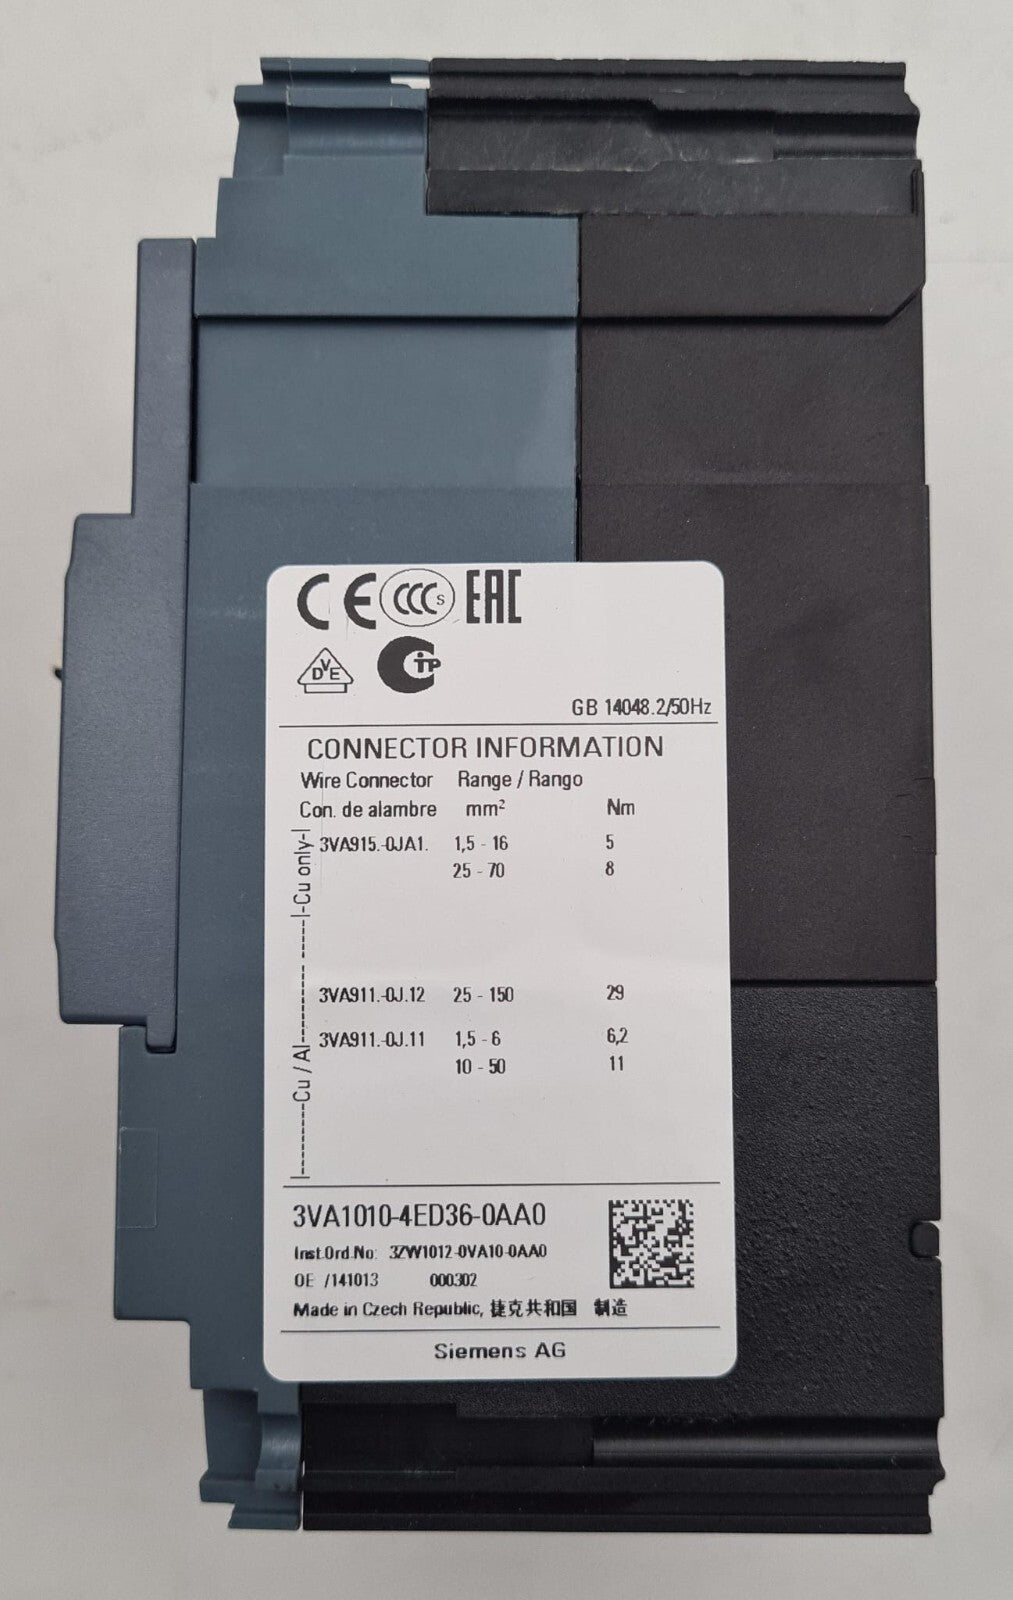 CE CCC S EAC
DVE CTP
GB 14048.2/50Hz
CONNECTOR INFORMATION
Wire Connector Range / Rango
Con. de alambre mm² Nm
|-Cu only-|
3VA915.-0JA1. 1,5 - 16 5
25 - 70 8
|--------Cu / Al--------------|
3VA911.-0J.12 25 - 150 29
3VA911.-0J.11 1,5 - 6 6,2
10 - 50 11
3VA1010-4ED36-0AA0
Inst.Ord.No: 3ZW1012-0VA10-0AA0
OE /141013 000302
Made in Czech Republic, 捷克共和国 制造
Siemens AG